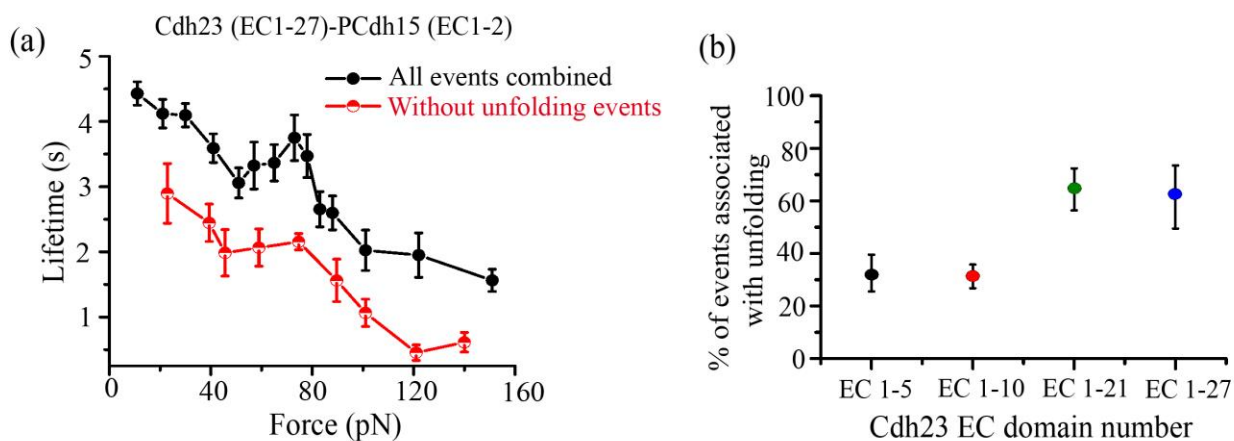 (a)
Cdh23 (EC1-27)-PCdh15 (EC1-2)
All events combined
Without unfolding events
5
4
3
2
1
Lifetime (s)
0 40 80 120 160
Force (pN)
(b)
100
80
60
40
20
0
% of events associated
with unfolding
EC 1-5 EC 1-10 EC 1-21 EC 1-27
Cdh23 EC domain number